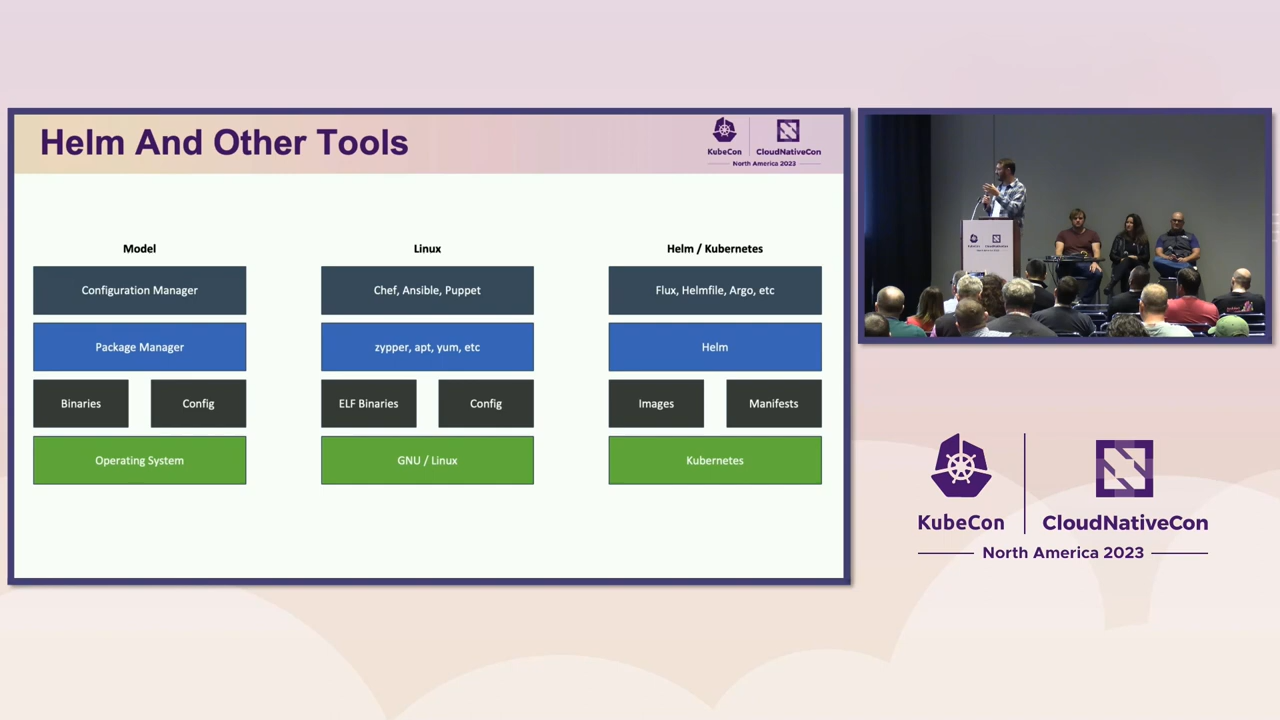 Helm And Other Tools
KubeCon
CloudNativeCon
North America 2023
Model
Linux
Helm / Kubernetes
Configuration Manager
Chef, Ansible, Puppet
Flux, Helmfile, Argo, etc
Package Manager
zypper, apt, yum, etc
Helm
Binaries
Config
ELF Binaries
Config
Images
Manifests
Operating System
GNU / Linux
Kubernetes
KubeCon
CloudNativeCon
North America 2023